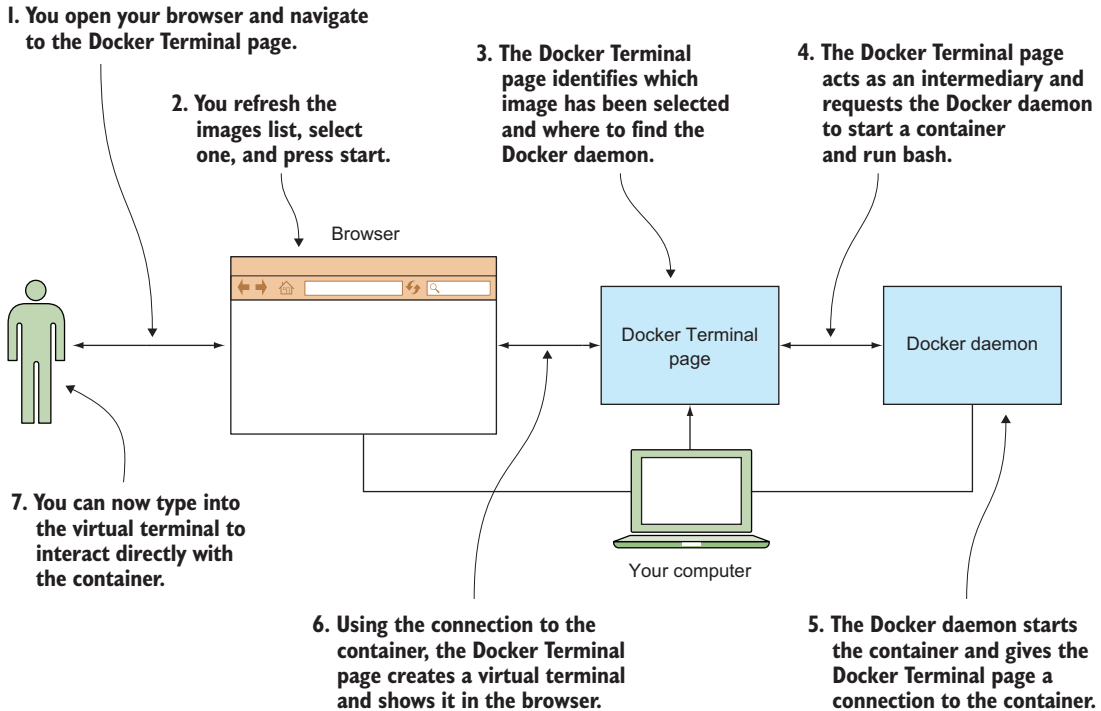 1. You open your browser and navigate
to the Docker Terminal page.
2. You refresh the
images list, select
one, and press start.
3. The Docker Terminal
page identifies which
image has been selected
and where to find the
Docker daemon.
4. The Docker Terminal page
acts as an intermediary and
requests the Docker daemon
to start a container
and run bash.
Browser
Docker Terminal
page
Docker daemon
7. You can now type into
the virtual terminal to
interact directly with
the container.
Your computer
6. Using the connection to the
container, the Docker Terminal
page creates a virtual terminal
and shows it in the browser.
5. The Docker daemon starts
the container and gives the
Docker Terminal page a
connection to the container.